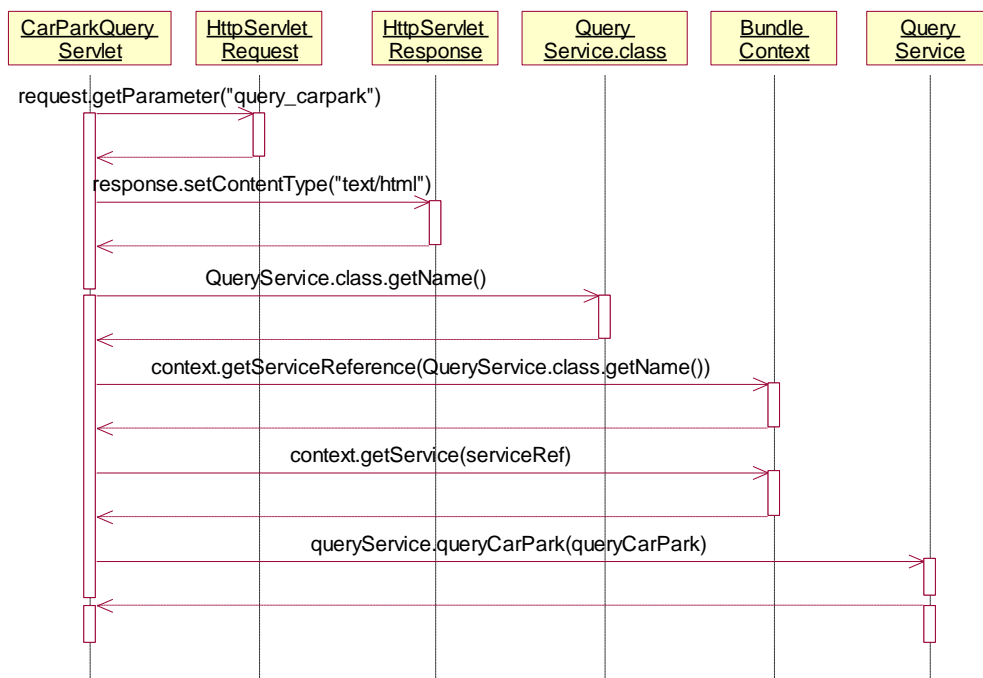 CarParkQuery
Servlet
HttpServlet
Request
HttpServlet
Response
Query
Service.class
Bundle
Context
Query
Service
request.getParameter("query_carpark")
response.setContentType("text/html")
QueryService.class.getName()
context.getServiceReference(QueryService.class.getName())
context.getService(serviceRef)
queryService.queryCarPark(queryCarPark)